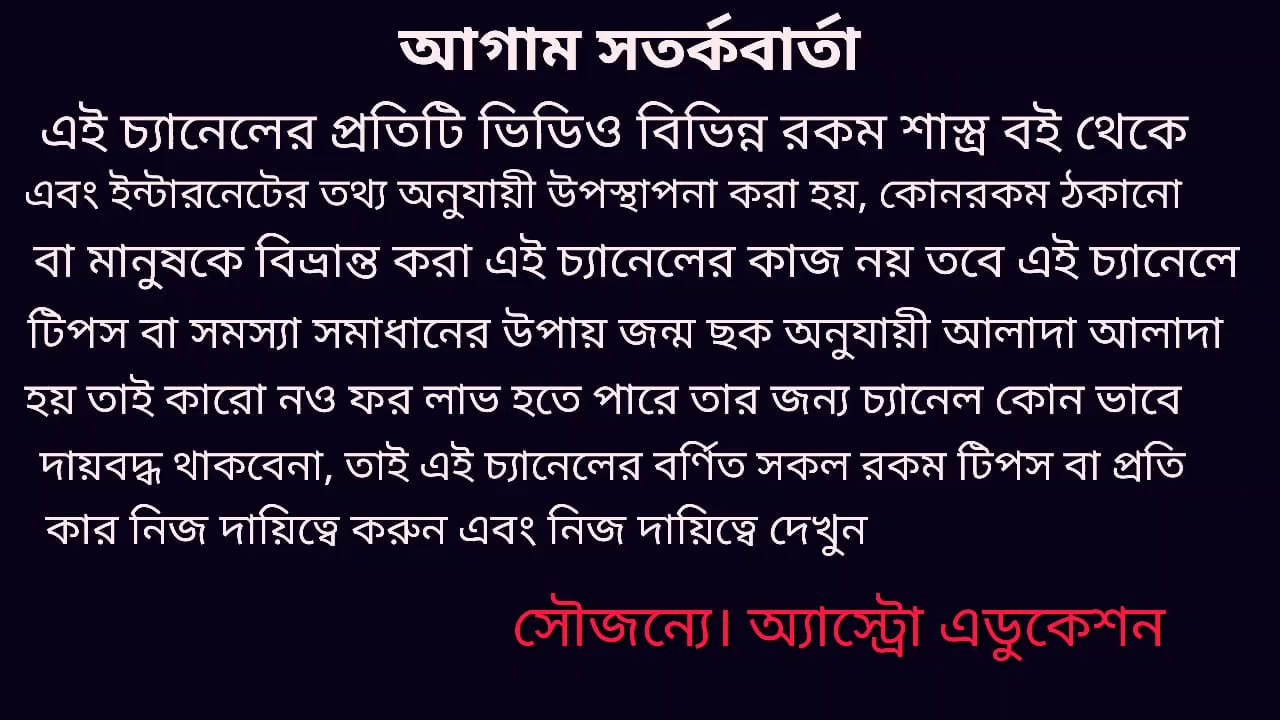 আগাম সতর্কবার্তা
এই চ্যানেলের প্রতিটি ভিডিও বিভিন্ন রকম শাস্ত্র বই থেকে
এবং ইন্টারনেটের তথ্য অনুযায়ী উপস্থাপনা করা হয়, কোনরকম ঠকানো
বা মানুষকে বিভ্রান্ত করা এই চ্যানেলের কাজ নয় তবে এই চ্যানেলে
টিপস বা সমস্যা সমাধানের উপায় জন্ম ছক অনুযায়ী আলাদা আলাদা
হয় তাই কারো নও ফর লাভ হতে পারে তার জন্য চ্যানেল কোন ভাবে
দায়বদ্ধ থাকবেনা, তাই এই চ্যানেলের বর্ণিত সকল রকম টিপস বা প্রতি
কার নিজ দায়িত্বে করুন এবং নিজ দায়িত্বে দেখুন
সৌজন্যে। অ্যাস্ট্রো এডুকেশন